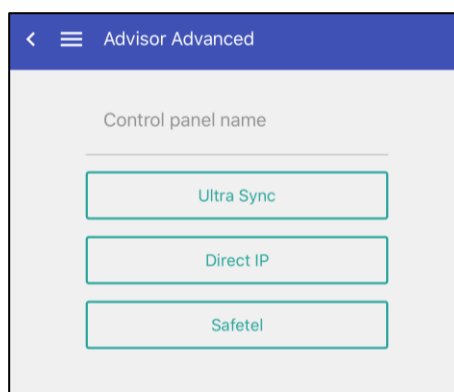 Advisor Advanced
Control panel name
Ultra Sync
Direct IP
Safetel